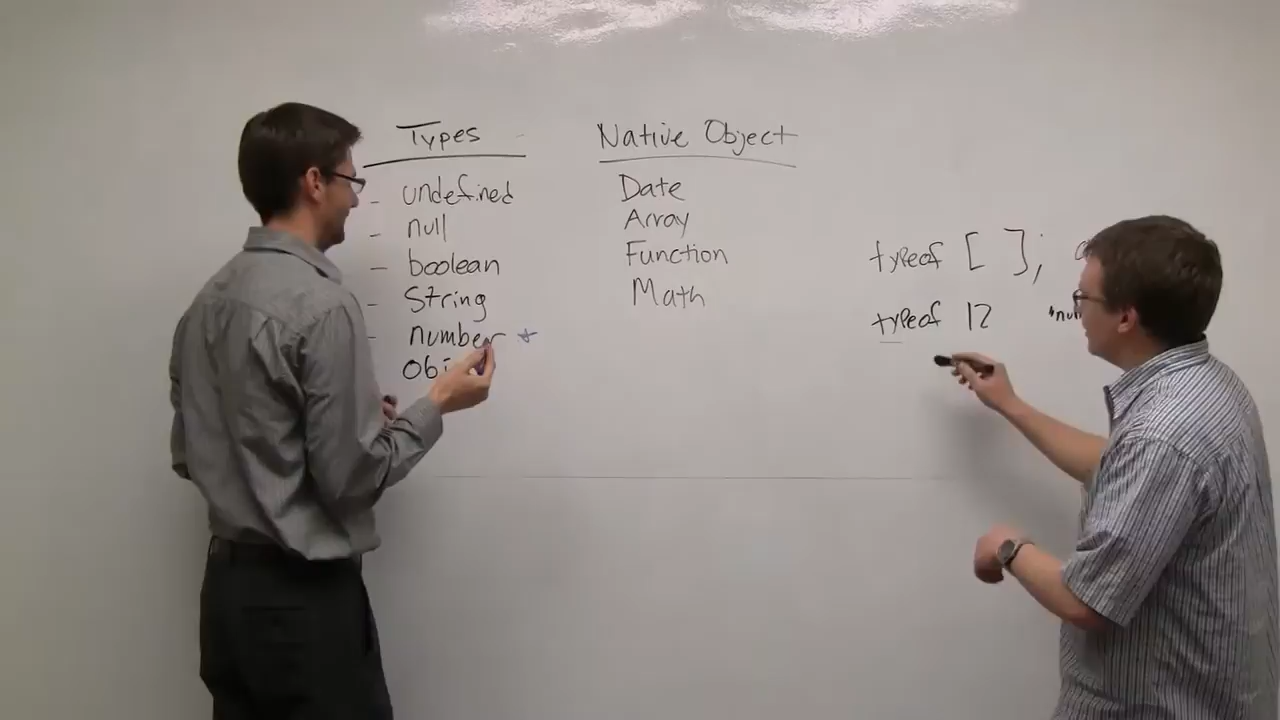 Types
- undefined
- null
- boolean
- String
- number *
Native Object
Date
Array
Function
Math
typeof [ ];
typeof 12